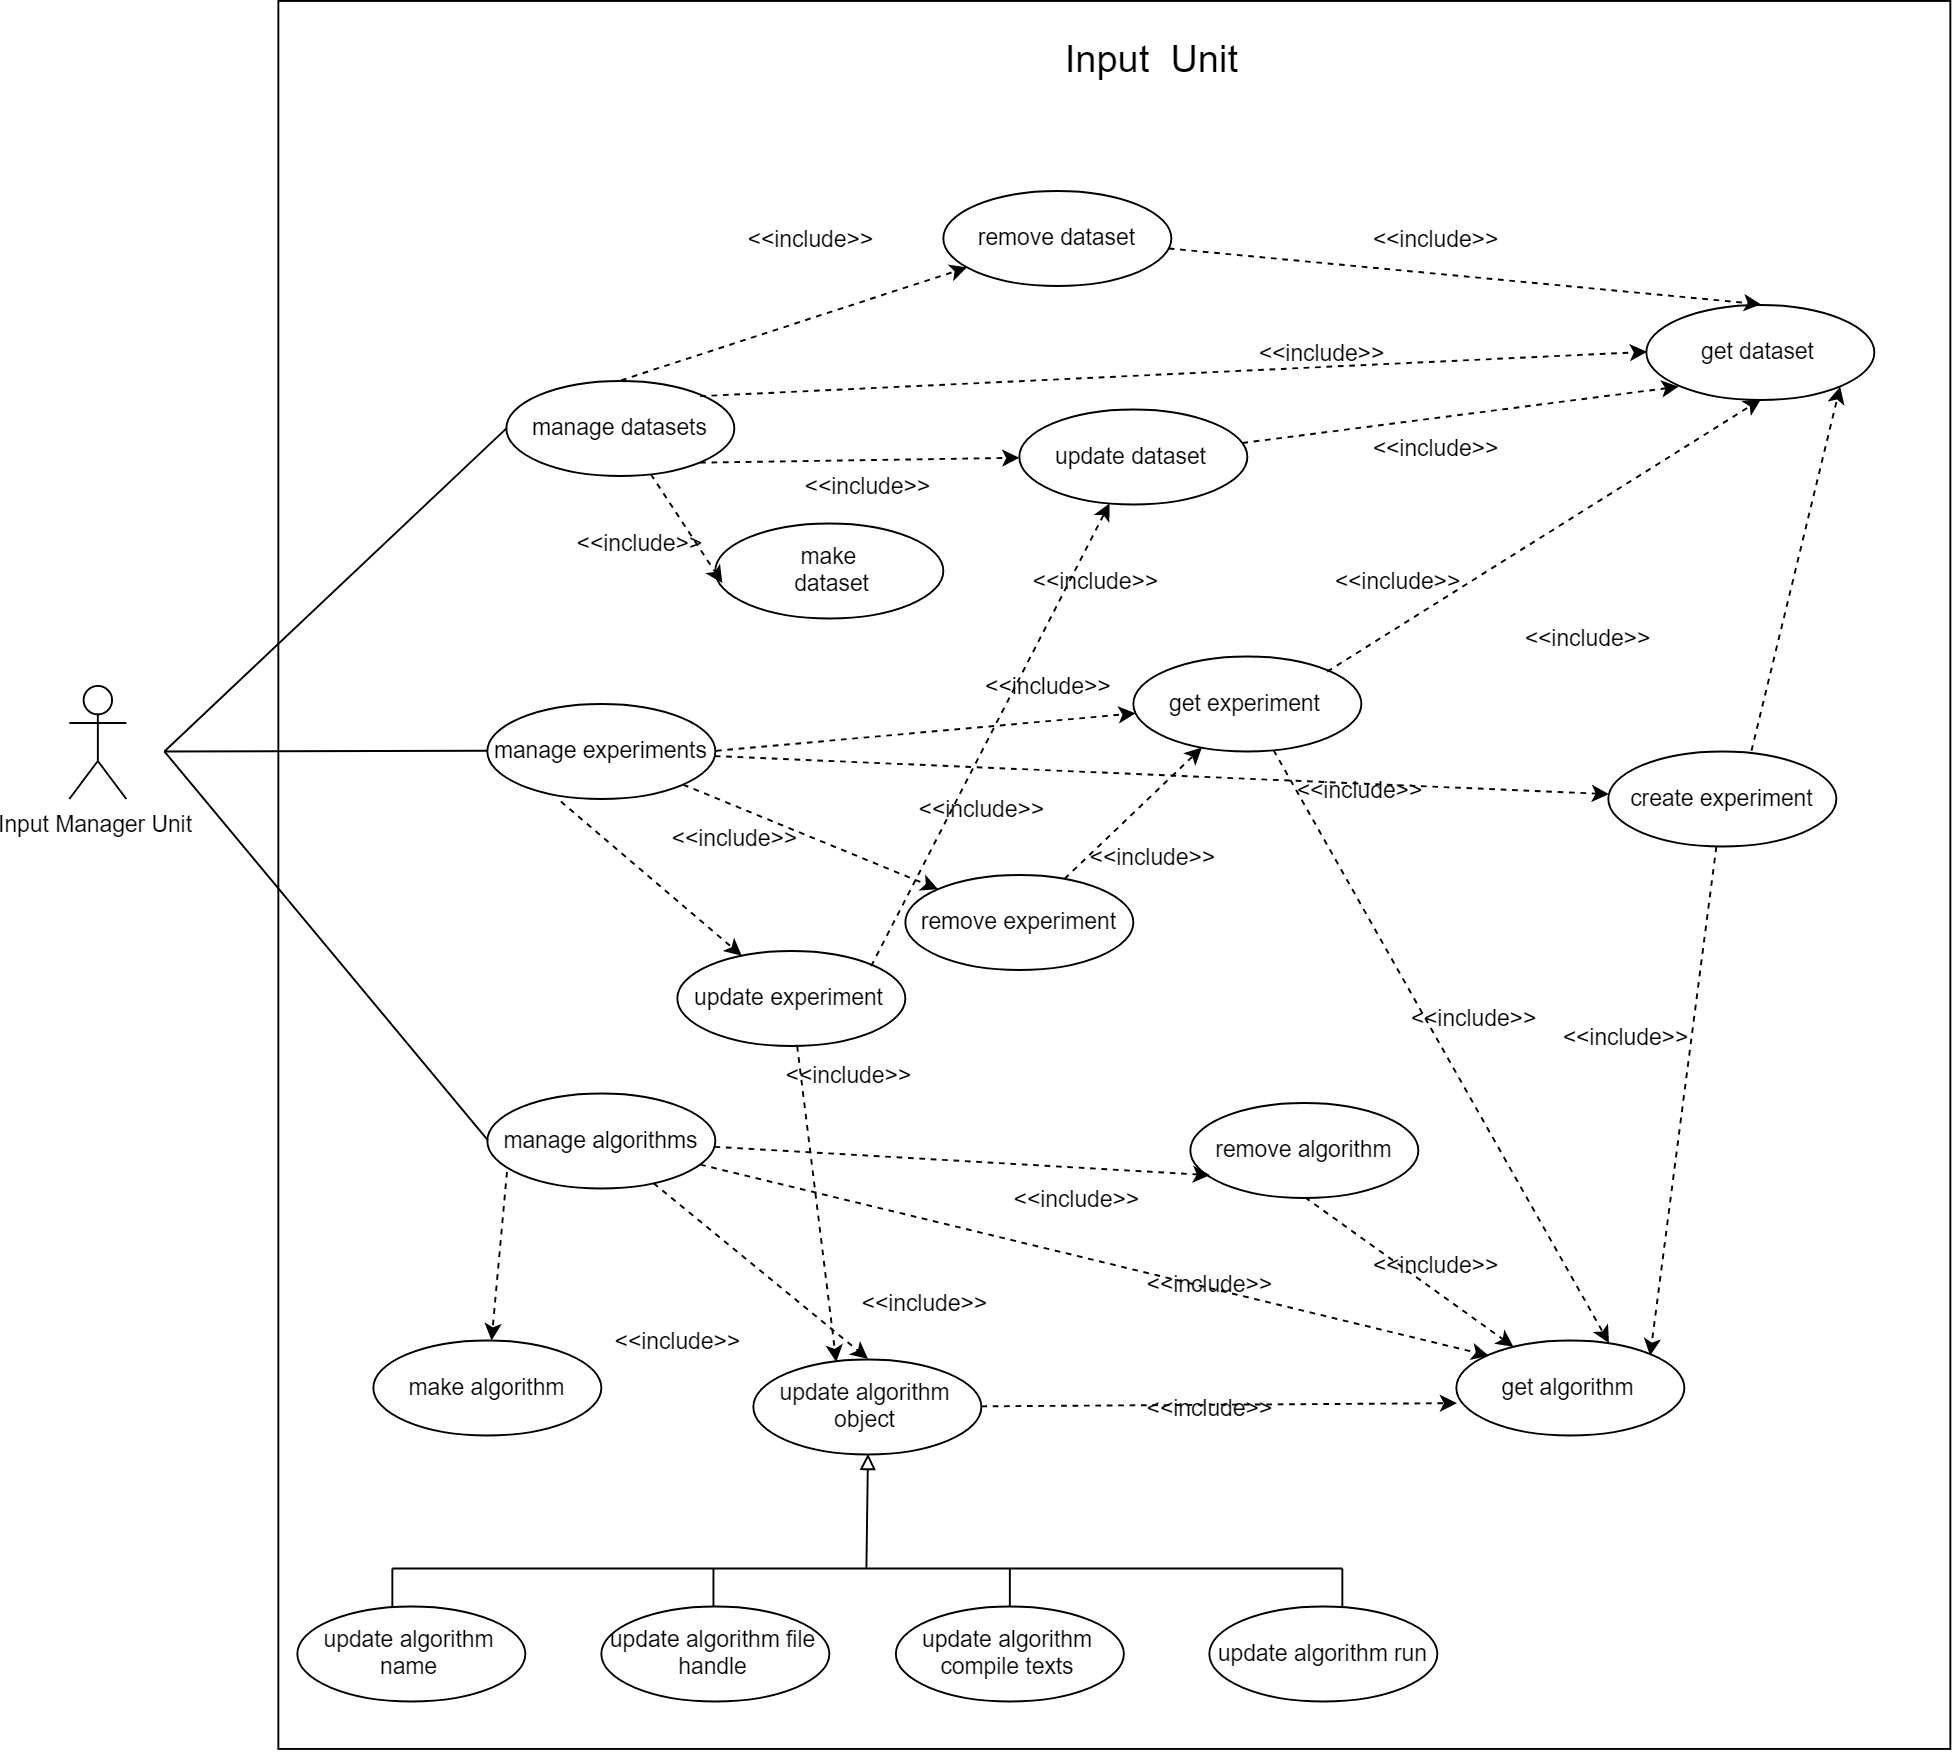 Input  Unit
<<include>>
remove dataset
<<include>>
get dataset
<<include>>
manage datasets
update dataset
<<include>>
<<include>>
<<include>>
make
dataset
<<include>>
<<include>>
<<include>>
<<include>>
get experiment
manage experiments
<<include>>
create experiment
<<include>>
Input Manager Unit
<<include>>
<<include>>
remove experiment
update experiment
<<include>>
<<include>>
<<include>>
manage algorithms
remove algorithm
<<include>>
<<include>>
<<include>>
<<include>>
<<include>>
make algorithm
update algorithm
object
get algorithm
<<include>>
update algorithm
name
update algorithm file
handle
update algorithm
compile texts
update algorithm run